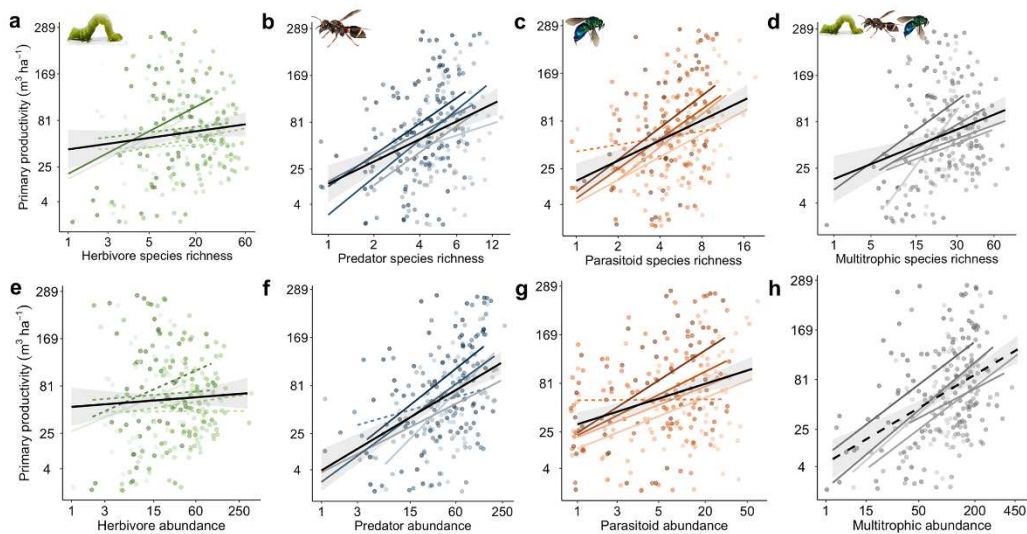 a b c d
Primary productivity (m³ ha⁻¹)
289 289 289 289
169 169 169 169
81 81 81 81
25 25 25 25
4 4 4 4
1 3 5 20 60 1 2 4 6 12 1 2 4 8 16 1 5 15 30 60
Herbivore species richness Predator species richness Parasitoid species richness Multitrophic species richness
e f g h
Primary productivity (m³ ha⁻¹)
289 289 289 289
169 169 169 169
81 81 81 81
25 25 25 25
4 4 4 4
1 3 15 60 250 1 3 15 60 250 1 3 5 20 50 1 15 50 200 450
Herbivore abundance Predator abundance Parasitoid abundance Multitrophic abundance